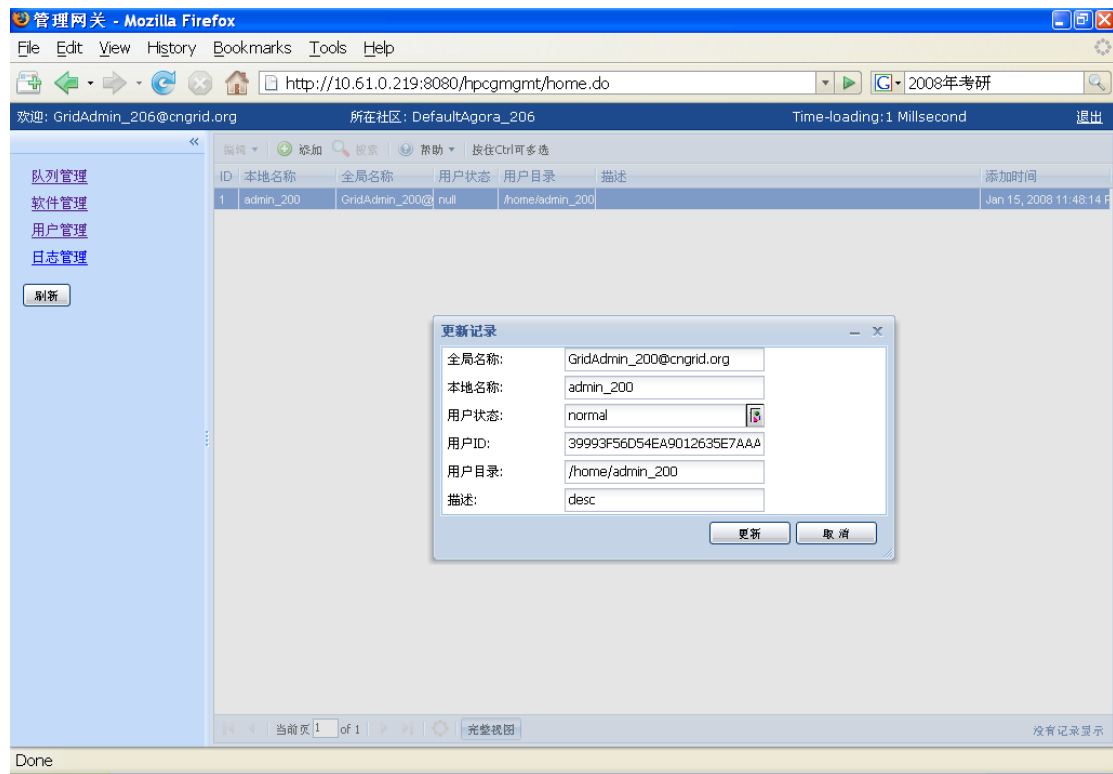 管理网关 - Mozilla Firefox
File Edit View History Bookmarks Tools Help
http://10.61.0.219:8080/hpcgmgmt/home.do G 2008年考研
欢迎: GridAdmin_206@cngrid.org 所在社区: DefaultAgora_206 Time-loading:1 Millsecond 退出
« 编辑 添加 搜索 帮助 按住Ctrl可多选
队列管理
软件管理
用户管理
日志管理
刷新
ID 本地名称 全局名称 用户状态 用户目录 描述 添加时间
1 admin_200 GridAdmin_200@ null /home/admin_200 Jan 15, 2008 11:48:14 P
更新记录
全局名称: GridAdmin_200@cngrid.org
本地名称: admin_200
用户状态: normal
用户ID: 39993F56D54EA9012635E7AAA
用户目录: /home/admin_200
描述: desc
更新 取消
当前页 1 of 1 完整视图 没有记录显示
Done